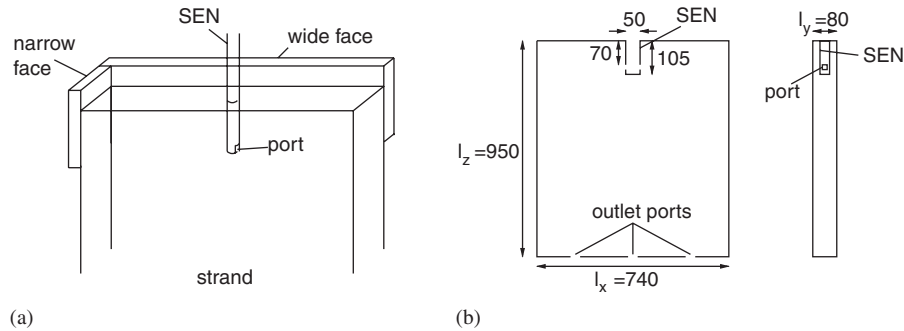 SEN
wide face
narrow
face
port
strand
(a)
50
SEN
70
105
l_z =950
outlet ports
l_x =740
(b)
l_y=80
SEN
port